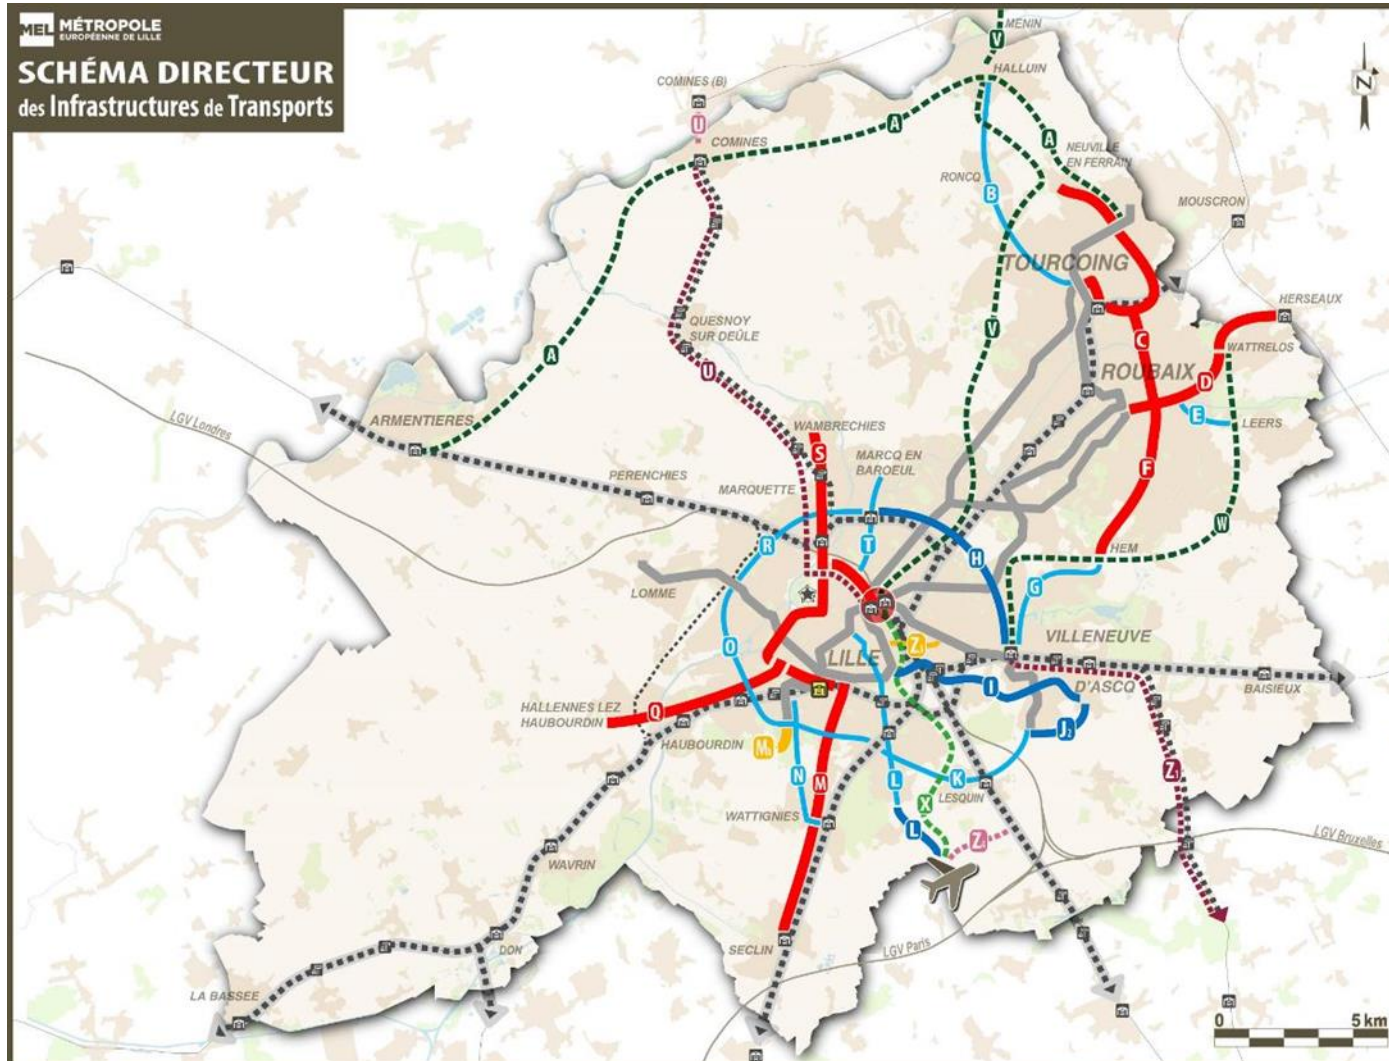 MEL MÉTROPOLE
EUROPÉENNE DE LILLE
SCHÉMA DIRECTEUR
des Infrastructures de Transports
MENIN
V
HALLUIN
N
COMINES (B)
U
COMINES
A
A
NEUVILLE
EN FERRAIN
RONCQ
B
MOUSCRON
TOURCOING
HERSEAUX
QUESNOY
SUR DEÛLE
V
C
WATTRELOS
A
U
ROUBAIX
D
E
LEERS
LGV Londres
ARMENTIERES
WAMBRECHIES
S
MARCQ EN
BAROEUL
F
PÉRENCHIES
MARQUETTE
W
R
T
H
HEM
G
LOMME
O
LILLE
VILLENEUVE
D'ASCQ
I
BAISIEUX
HALLENNES LEZ
HAUBOURDIN
Q
J2
HAUBOURDIN
N
M
L
K
Z1
WATTIGNIES
X
LESQUIN
L
LGV Bruxelles
WAVRIN
DON
SECLIN
LGV Paris
LA BASSEE
0 5 km